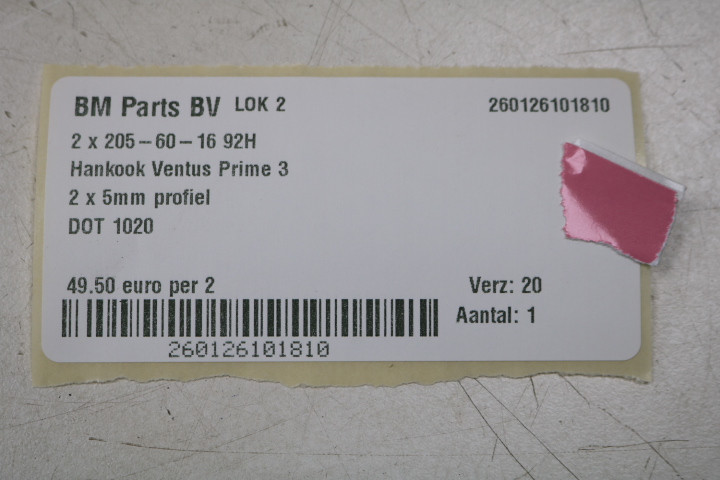 BM Parts BV LOK 2 260126101810
2 x 205-60-16 92H
Hankook Ventus Prime 3
2 x 5mm profiel
DOT 1020
49.50 euro per 2 Verz: 20
Aantal: 1
260126101810